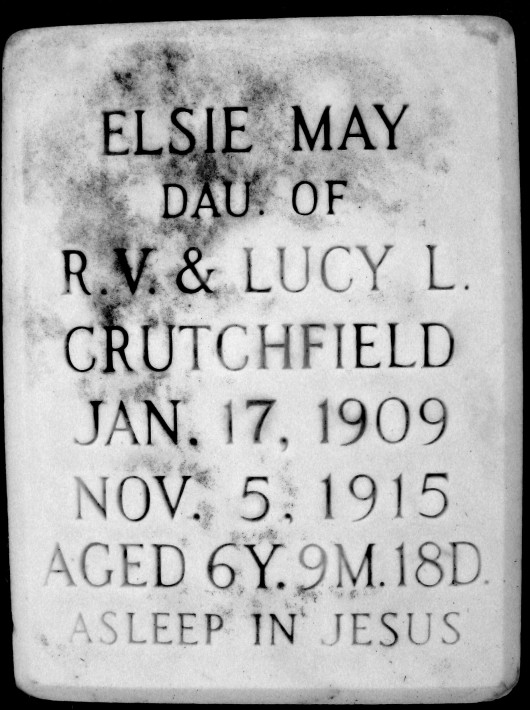 ELSIE MAY
DAU. OF
R.V. & LUCY L.
CRUTCHFIELD
JAN. 17, 1909
NOV. 5, 1915
AGED 6Y. 9M. 18D.
ASLEEP IN JESUS